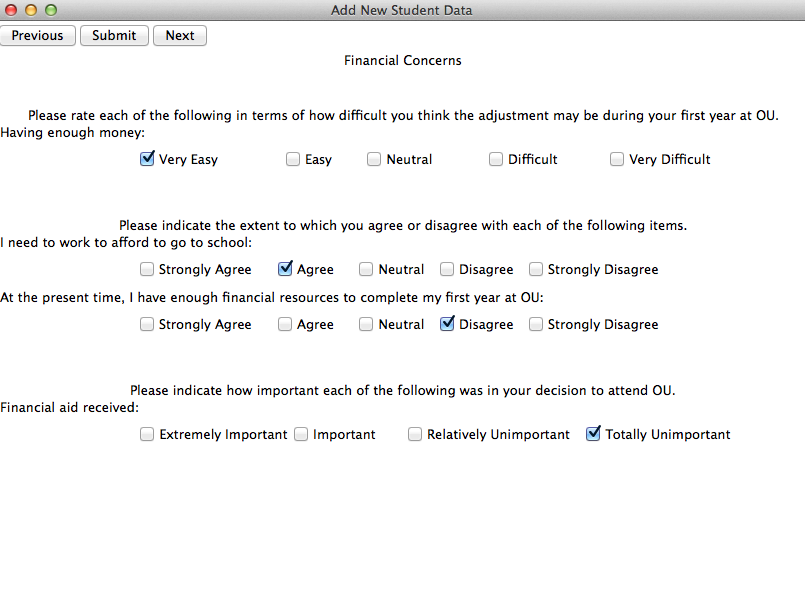 Add New Student Data
Previous Submit Next
Financial Concerns
Please rate each of the following in terms of how difficult you think the adjustment may be during your first year at OU.
Having enough money:
Very Easy Easy Neutral Difficult Very Difficult
Please indicate the extent to which you agree or disagree with each of the following items.
I need to work to afford to go to school:
Strongly Agree Agree Neutral Disagree Strongly Disagree
At the present time, I have enough financial resources to complete my first year at OU:
Strongly Agree Agree Neutral Disagree Strongly Disagree
Please indicate how important each of the following was in your decision to attend OU.
Financial aid received:
Extremely Important Important Relatively Unimportant Totally Unimportant